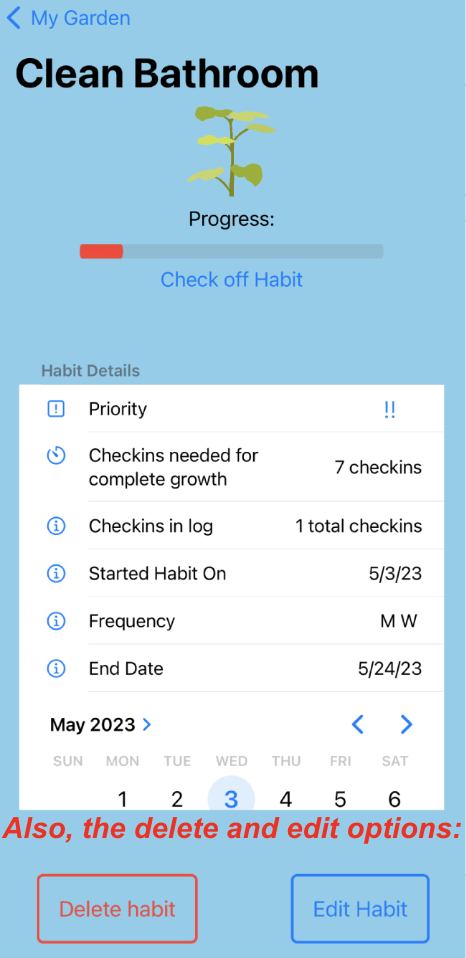 My Garden
Clean Bathroom
Progress:
Check off Habit
Habit Details
Priority !!
Checkins needed for
complete growth 7 checkins
Checkins in log 1 total checkins
Started Habit On 5/3/23
Frequency M W
End Date 5/24/23
May 2023
SUN MON TUE WED THU FRI SAT
1 2 3 4 5 6
Also, the delete and edit options:
Delete habit Edit Habit